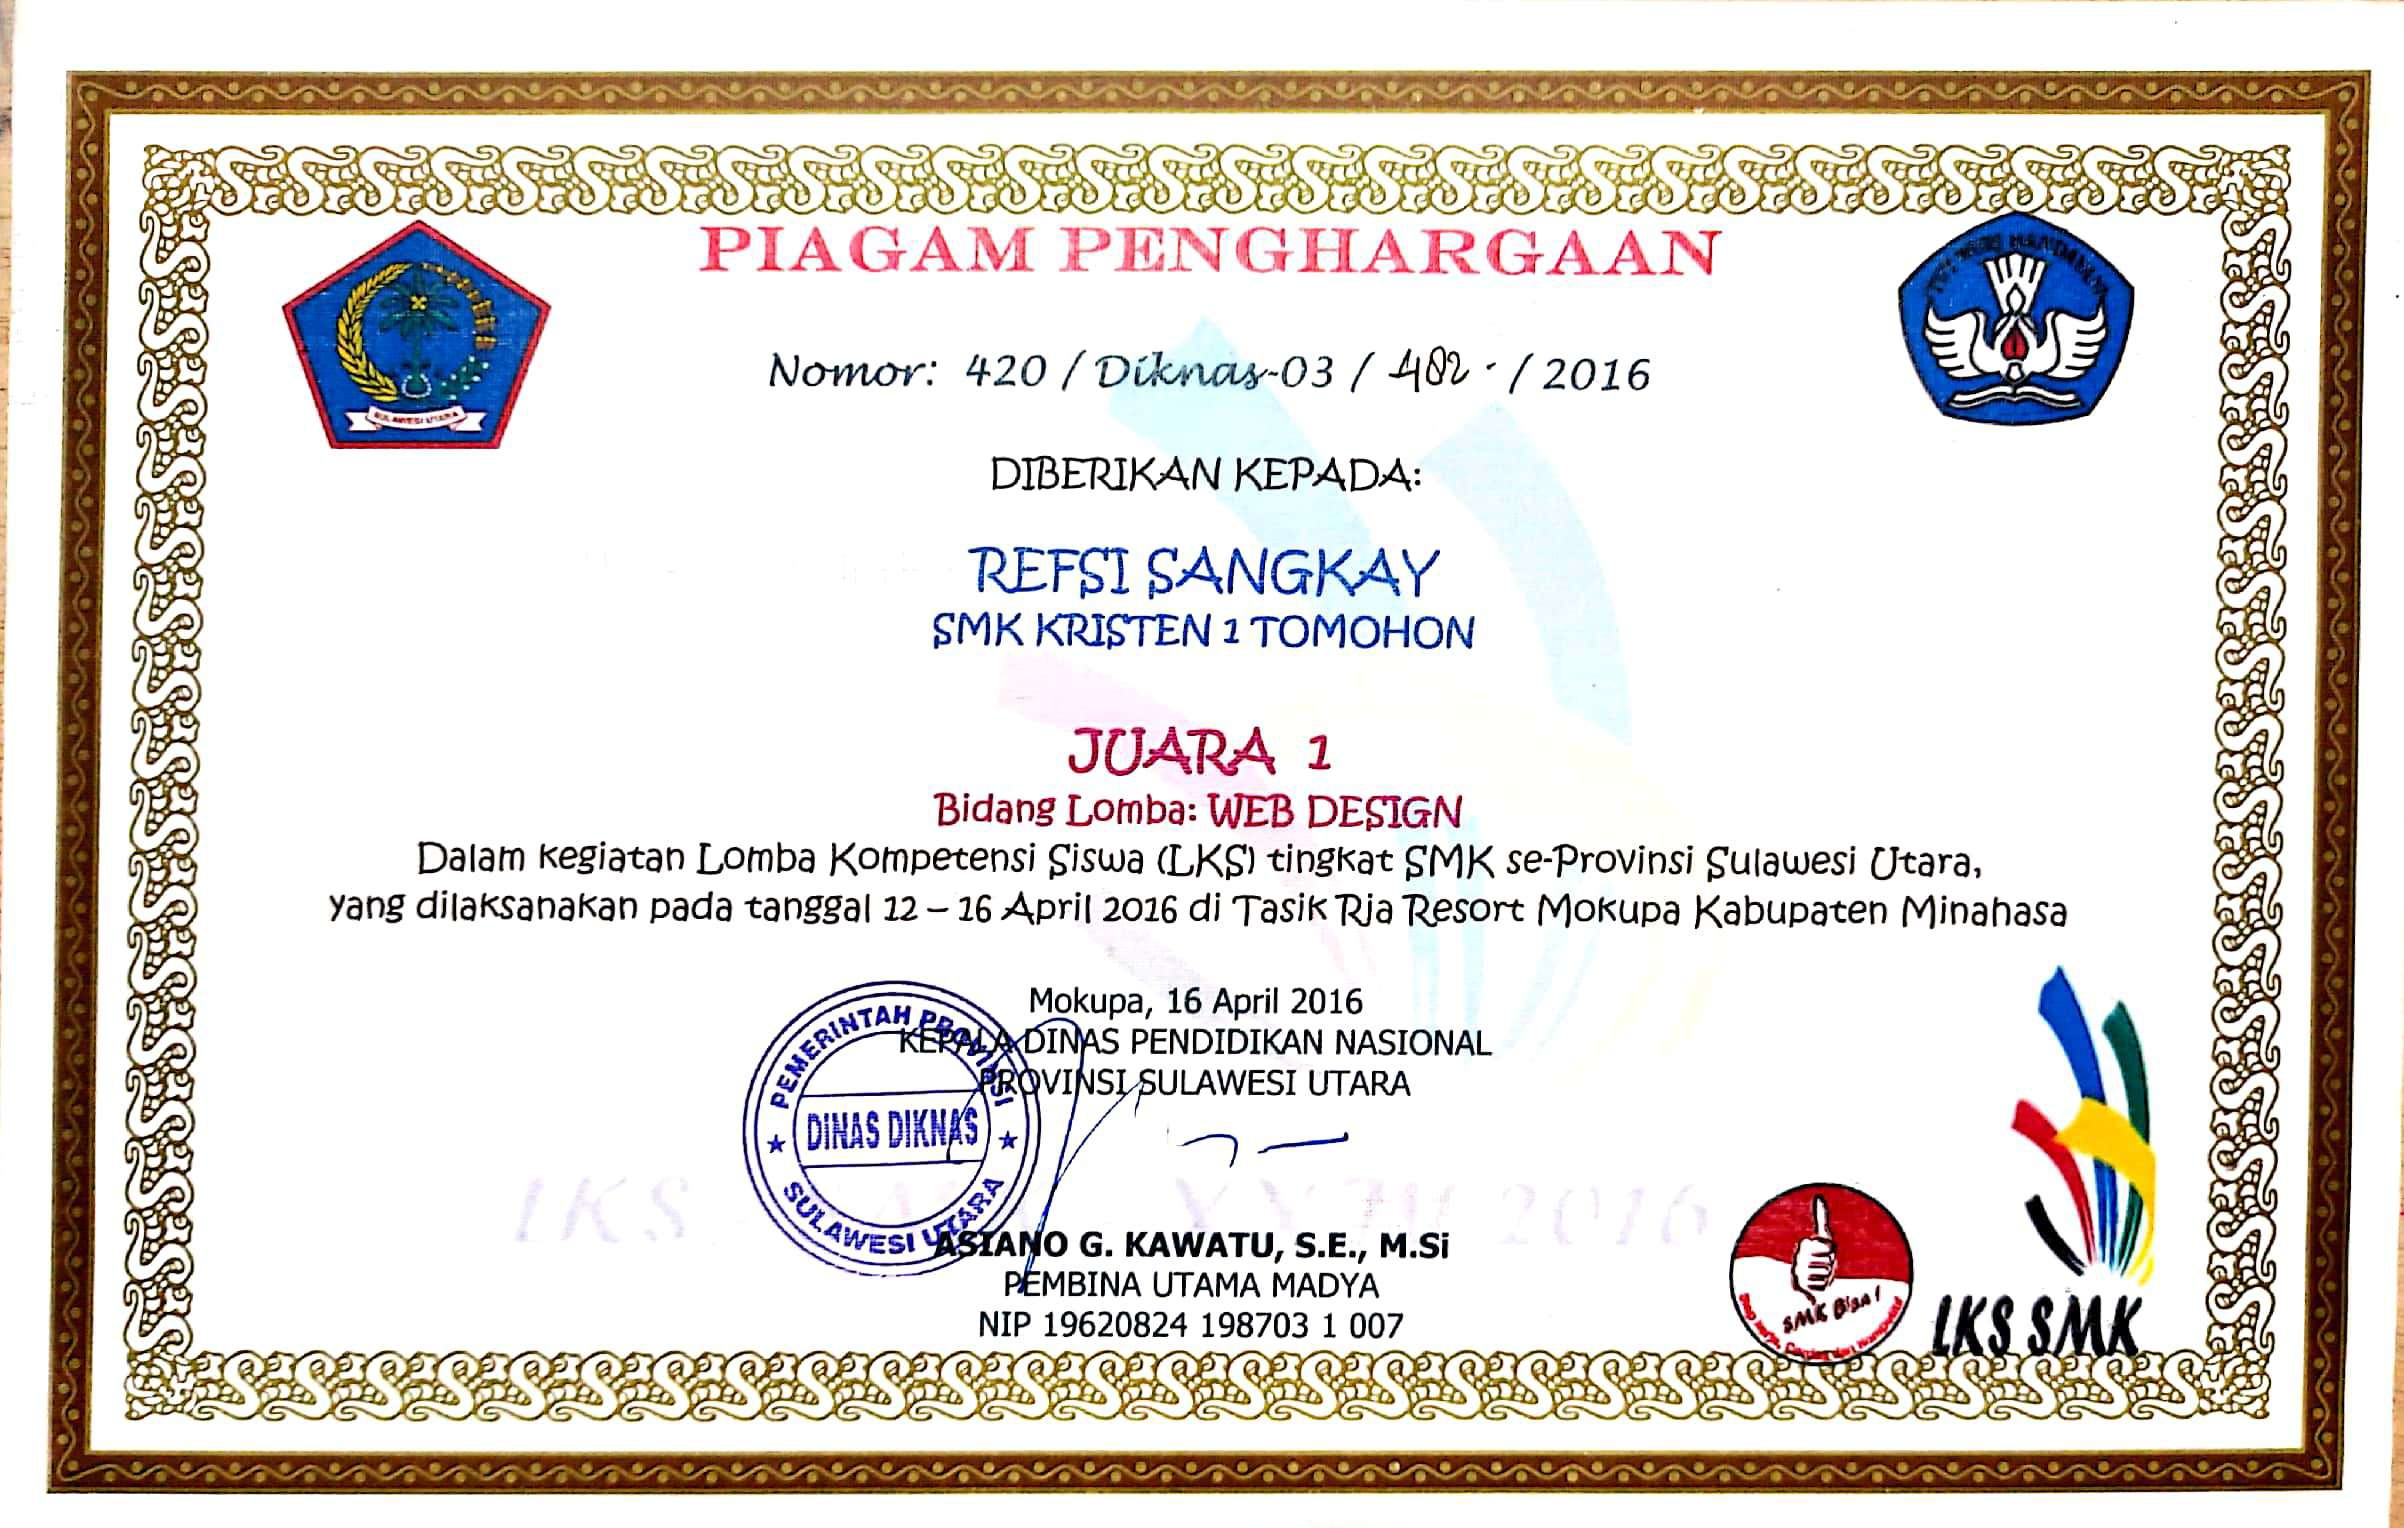 PIAGAM PENGHARGAAN
SULAWESI UTARA
TUT WURI HANDAYANI
Nomor: 420 / Diknas-03 / 482 - / 2016
DIBERIKAN KEPADA:
REFSI SANGKAY
SMK KRISTEN 1 TOMOHON
JUARA 1
Bidang Lomba: WEB DESIGN
Dalam kegiatan Lomba Kompetensi Siswa (LKS) tingkat SMK se-Provinsi Sulawesi Utara,
yang dilaksanakan pada tanggal 12 – 16 April 2016 di Tasik Ria Resort Mokupa Kabupaten Minahasa
Mokupa, 16 April 2016
KEPALA DINAS PENDIDIKAN NASIONAL
PROVINSI SULAWESI UTARA
PEMERINTAH PROVINSI
DINAS DIKNAS
SULAWESI UTARA
ASIANO G. KAWATU, S.E., M.Si
PEMBINA UTAMA MADYA
NIP 19620824 198703 1 007
SMK Bisa !
LKS SMK